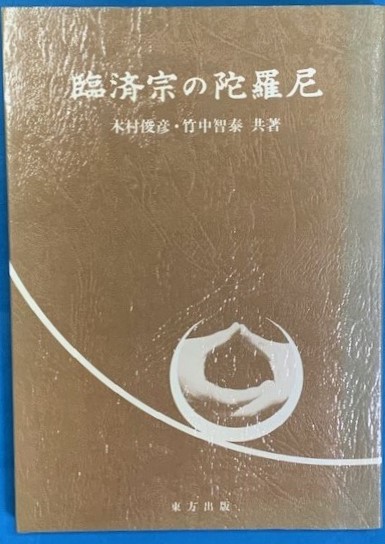 臨済宗の陀羅尼
木村俊彦・竹中智泰 共著
東方出版